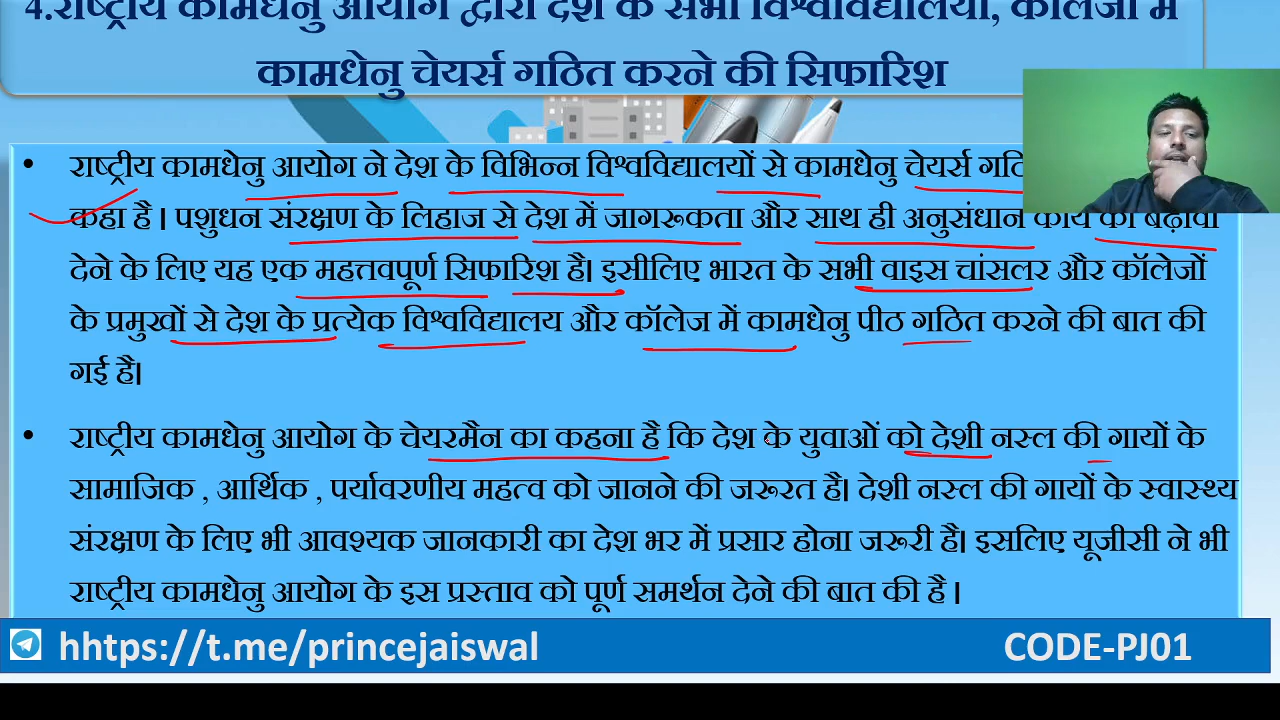 4.राष्ट्रीय कामधेनु आयोग द्वारा देश के सभी विश्वविद्यालयों, कॉलेजों में
कामधेनु चेयर्स गठित करने की सिफारिश
• राष्ट्रीय कामधेनु आयोग ने देश के विभिन्न विश्वविद्यालयों से कामधेनु चेयर्स
कहा है । पशुधन संरक्षण के लिहाज से देश में जागरूकता और साथ ही अनुसंधान कार्य को बढ़ावा
देने के लिए यह एक महत्तवपूर्ण सिफारिश है। इसीलिए भारत के सभी वाइस चांसलर और कॉलेजों
के प्रमुखों से देश के प्रत्येक विश्वविद्यालय और कॉलेज में कामधेनु पीठ गठित करने की बात की
गई है।
• राष्ट्रीय कामधेनु आयोग के चेयरमैन का कहना है कि देश के युवाओं को देशी नस्ल की गायों के
सामाजिक , आर्थिक , पर्यावरणीय महत्व को जानने की जरूरत है। देशी नस्ल की गायों के स्वास्थ्य
संरक्षण के लिए भी आवश्यक जानकारी का देश भर में प्रसार होना जरूरी है। इसलिए यूजीसी ने भी
राष्ट्रीय कामधेनु आयोग के इस प्रस्ताव को पूर्ण समर्थन देने की बात की है ।
hhtps://t.me/princejaiswal CODE-PJ01